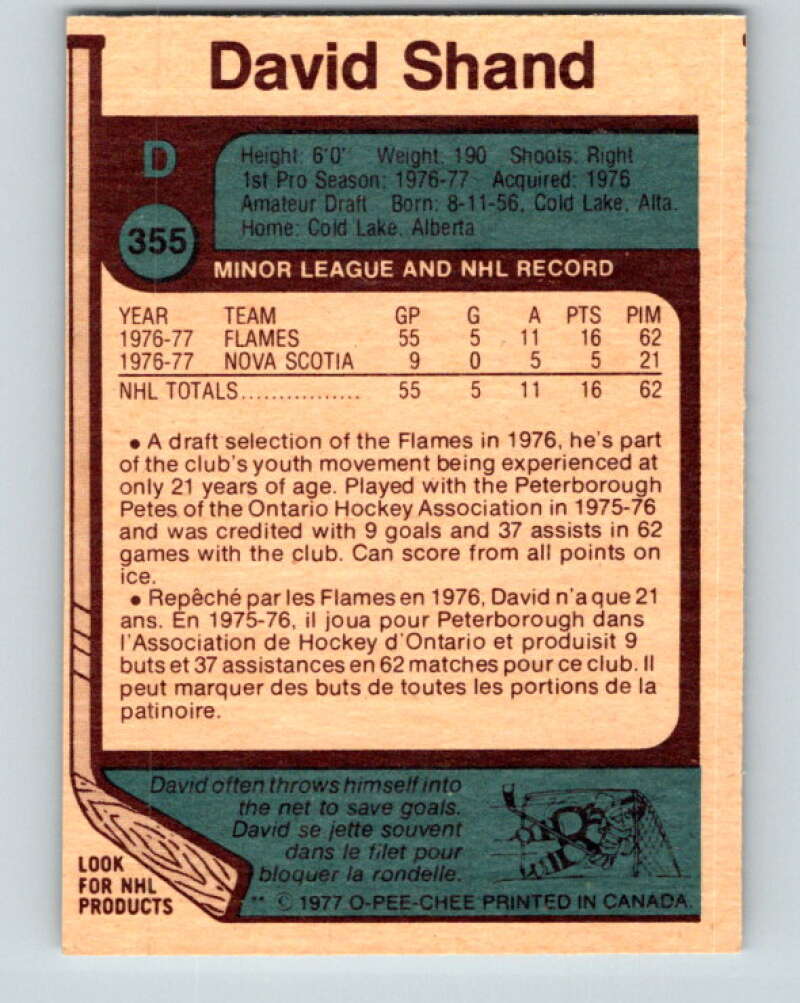 David Shand
D
355
Height: 6'0" Weight: 190 Shoots: Right
1st Pro Season: 1976-77 Acquired: 1976
Amateur Draft Born: 8-11-56, Cold Lake, Alta.
Home: Cold Lake, Alberta
MINOR LEAGUE AND NHL RECORD
YEAR TEAM GP G A PTS PIM
1976-77 FLAMES 55 5 11 16 62
1976-77 NOVA SCOTIA 9 0 5 5 21
NHL TOTALS................ 55 5 11 16 62
• A draft selection of the Flames in 1976, he's part
of the club's youth movement being experienced at
only 21 years of age. Played with the Peterborough
Petes of the Ontario Hockey Association in 1975-76
and was credited with 9 goals and 37 assists in 62
games with the club. Can score from all points on
ice.
• Repêché par les Flames en 1976, David n'a que 21
ans. En 1975-76, il joua pour Peterborough dans
l'Association de Hockey d'Ontario et produisit 9
buts et 37 assistances en 62 matches pour ce club. Il
peut marquer des buts de toutes les portions de la
patinoire.
David often throws himself into
the net to save goals.
David se jette souvent
dans le filet pour
bloquer la rondelle.
LOOK
FOR NHL
PRODUCTS
** © 1977 O-PEE-CHEE PRINTED IN CANADA.